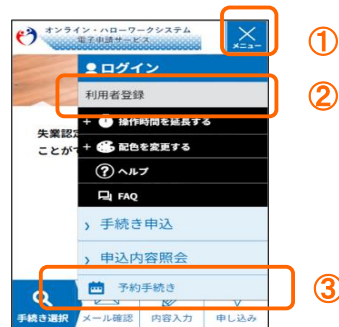 オンライン・ハローワークシステム
電子申請サービス
メニュー
①
ログイン
利用者登録
②
+ 操作時間を延長する
+ 配色を変更する
? ヘルプ
FAQ
失業認定
ことが
› 手続き申込
› 申込内容照会
予約手続き
③
手続き選択
メール確認
内容入力
申し込み